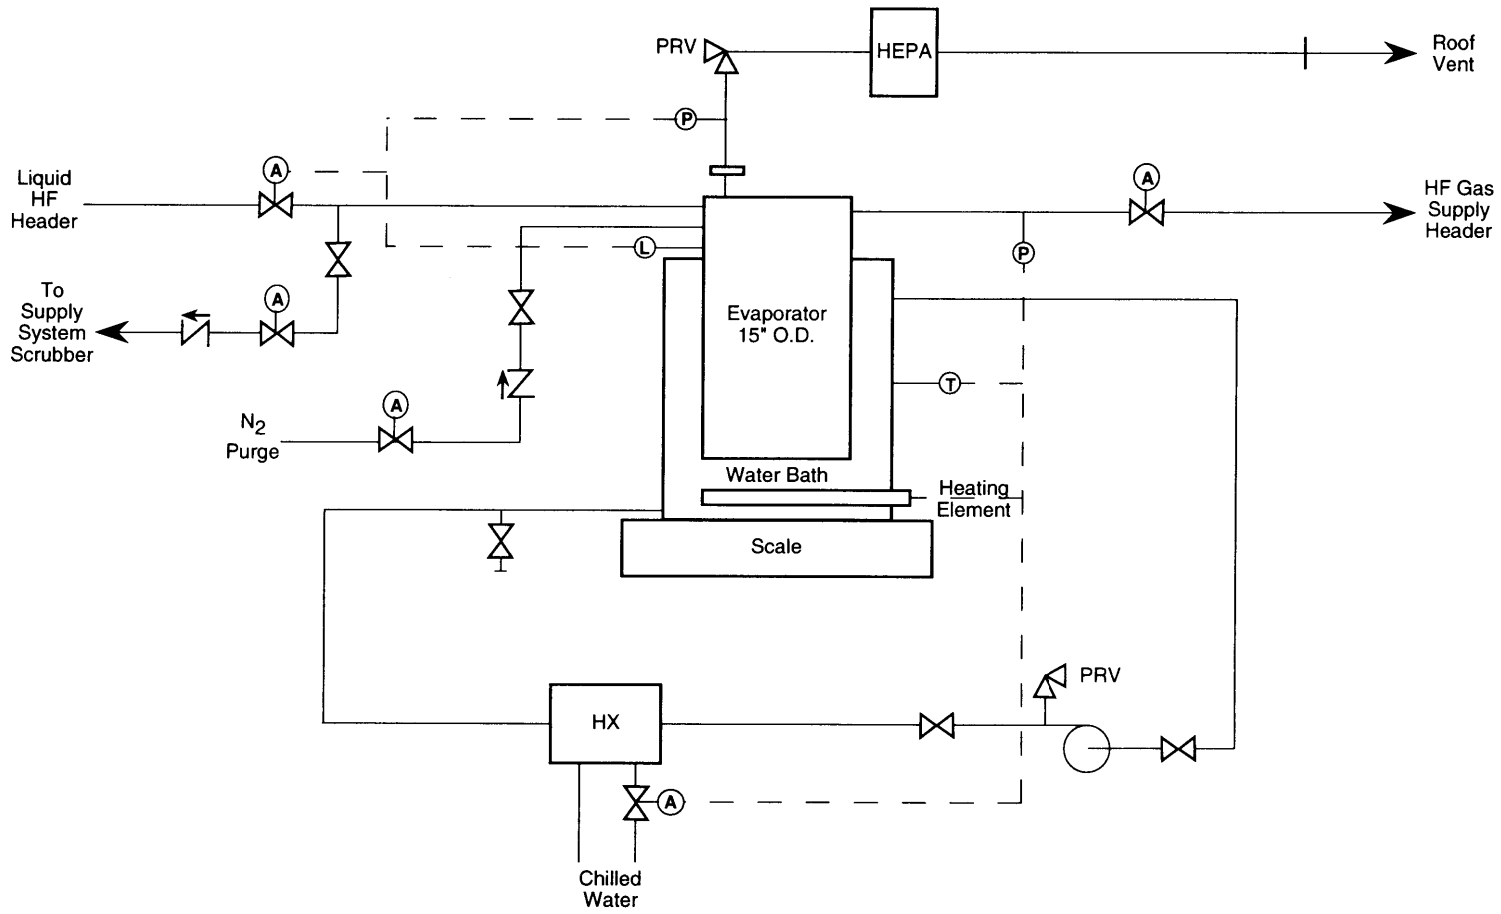 PRV
HEPA
Roof
Vent
P
A
Liquid
HF
Header
A
HF Gas
Supply
Header
L
P
To
Supply
System
Scrubber
A
Evaporator
15" O.D.
T
A
N2
Purge
Water Bath
Heating
Element
Scale
PRV
HX
A
Chilled
Water